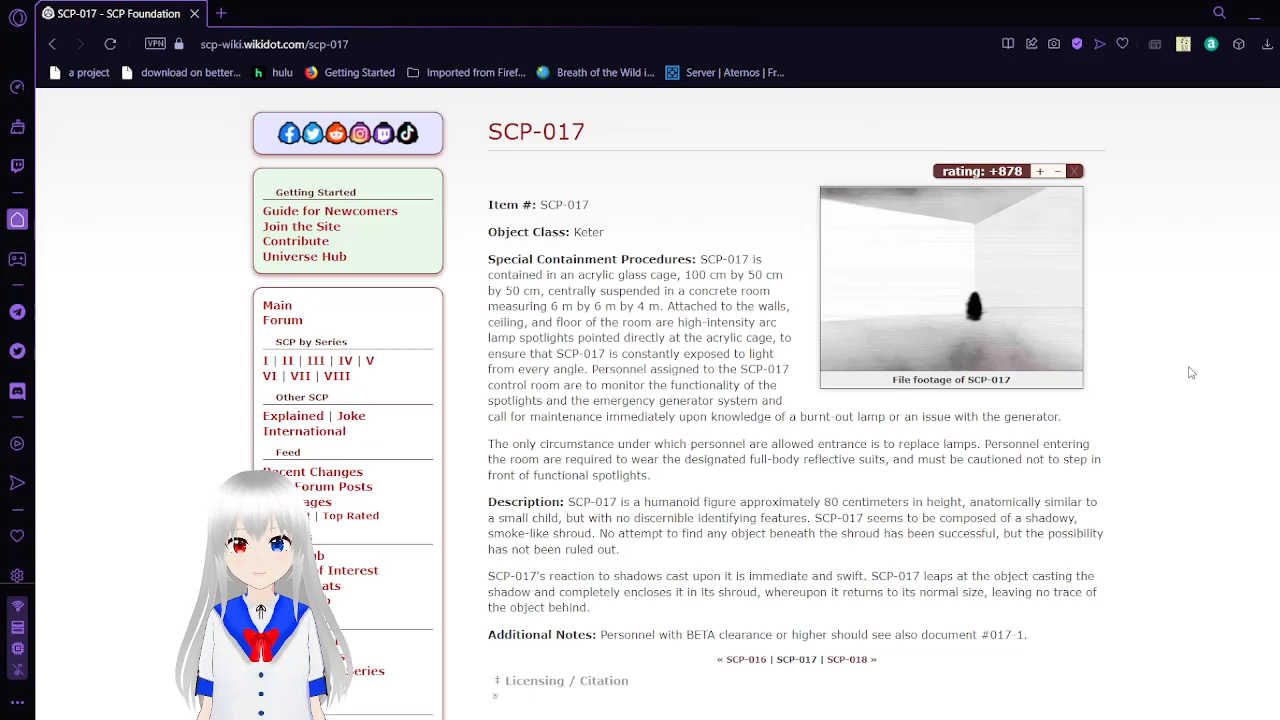 SCP-017 - SCP Foundation
VPN
scp-wiki.wikidot.com/scp-017
a project
download on better...
hulu
Getting Started
Imported from Firef...
Breath of the Wild i...
Server | Aternos | Fr...
Getting Started
Guide for Newcomers
Join the Site
Contribute
Universe Hub
Main
Forum
SCP by Series
I | II | III | IV | V
VI | VII | VIII
Other SCP
Explained | Joke
International
Feed
Recent Changes
Forum Posts
ages
| Top Rated
ub
of Interest
ats
eries
SCP-017
rating: +878 + – X
Item #: SCP-017
Object Class: Keter
Special Containment Procedures: SCP-017 is
contained in an acrylic glass cage, 100 cm by 50 cm
by 50 cm, centrally suspended in a concrete room
measuring 6 m by 6 m by 4 m. Attached to the walls,
ceiling, and floor of the room are high-intensity arc
lamp spotlights pointed directly at the acrylic cage, to
ensure that SCP-017 is constantly exposed to light
from every angle. Personnel assigned to the SCP-017
control room are to monitor the functionality of the
spotlights and the emergency generator system and
call for maintenance immediately upon knowledge of a burnt-out lamp or an issue with the generator.
File footage of SCP-017
The only circumstance under which personnel are allowed entrance is to replace lamps. Personnel entering
the room are required to wear the designated full-body reflective suits, and must be cautioned not to step in
front of functional spotlights.
Description: SCP-017 is a humanoid figure approximately 80 centimeters in height, anatomically similar to
a small child, but with no discernible identifying features. SCP-017 seems to be composed of a shadowy,
smoke-like shroud. No attempt to find any object beneath the shroud has been successful, but the possibility
has not been ruled out.
SCP-017's reaction to shadows cast upon it is immediate and swift. SCP-017 leaps at the object casting the
shadow and completely encloses it in its shroud, whereupon it returns to its normal size, leaving no trace of
the object behind.
Additional Notes: Personnel with BETA clearance or higher should see also document #017-1.
« SCP-016 | SCP-017 | SCP-018 »
‡ Licensing / Citation